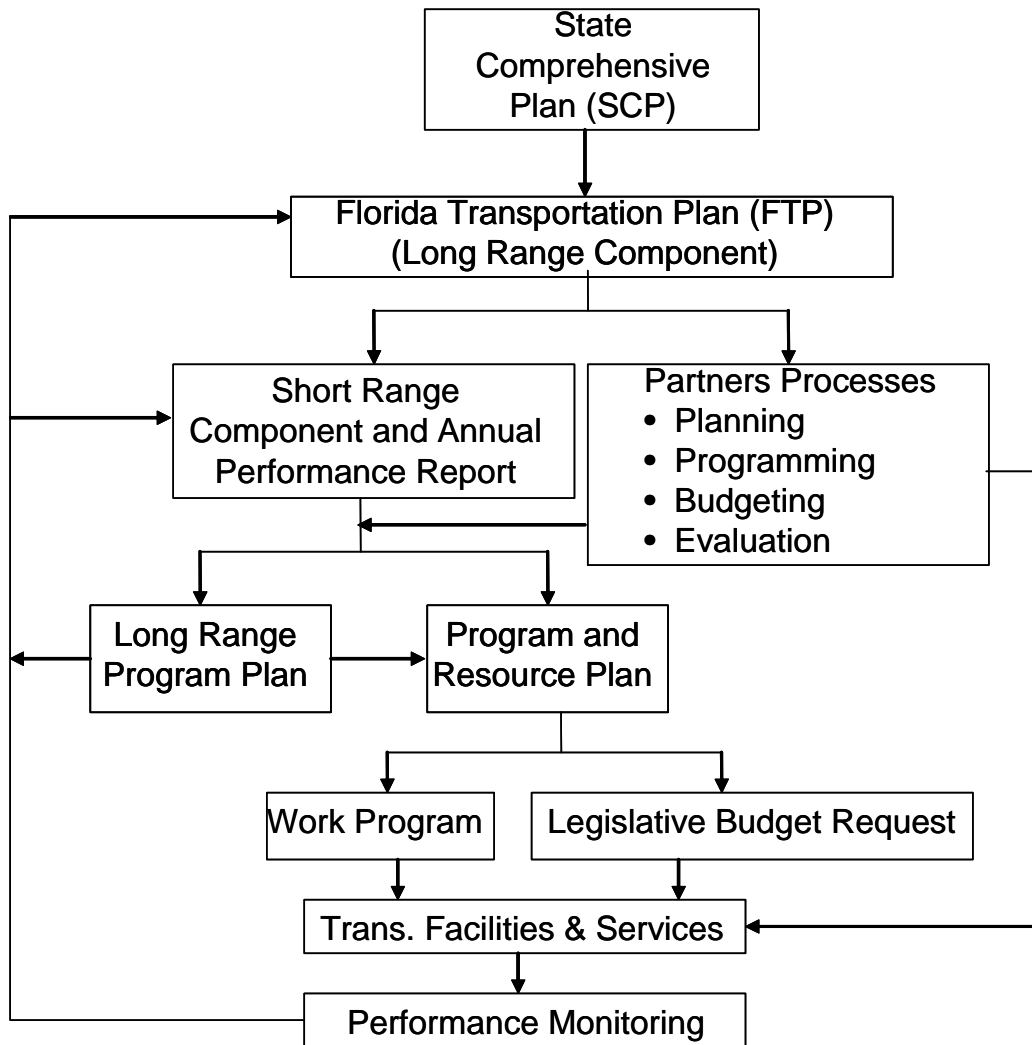 State
Comprehensive
Plan (SCP)
Florida Transportation Plan (FTP)
(Long Range Component)
Short Range
Component and Annual
Performance Report
Partners Processes
• Planning
• Programming
• Budgeting
• Evaluation
Long Range
Program Plan
Program and
Resource Plan
Work Program
Legislative Budget Request
Trans. Facilities & Services
Performance Monitoring